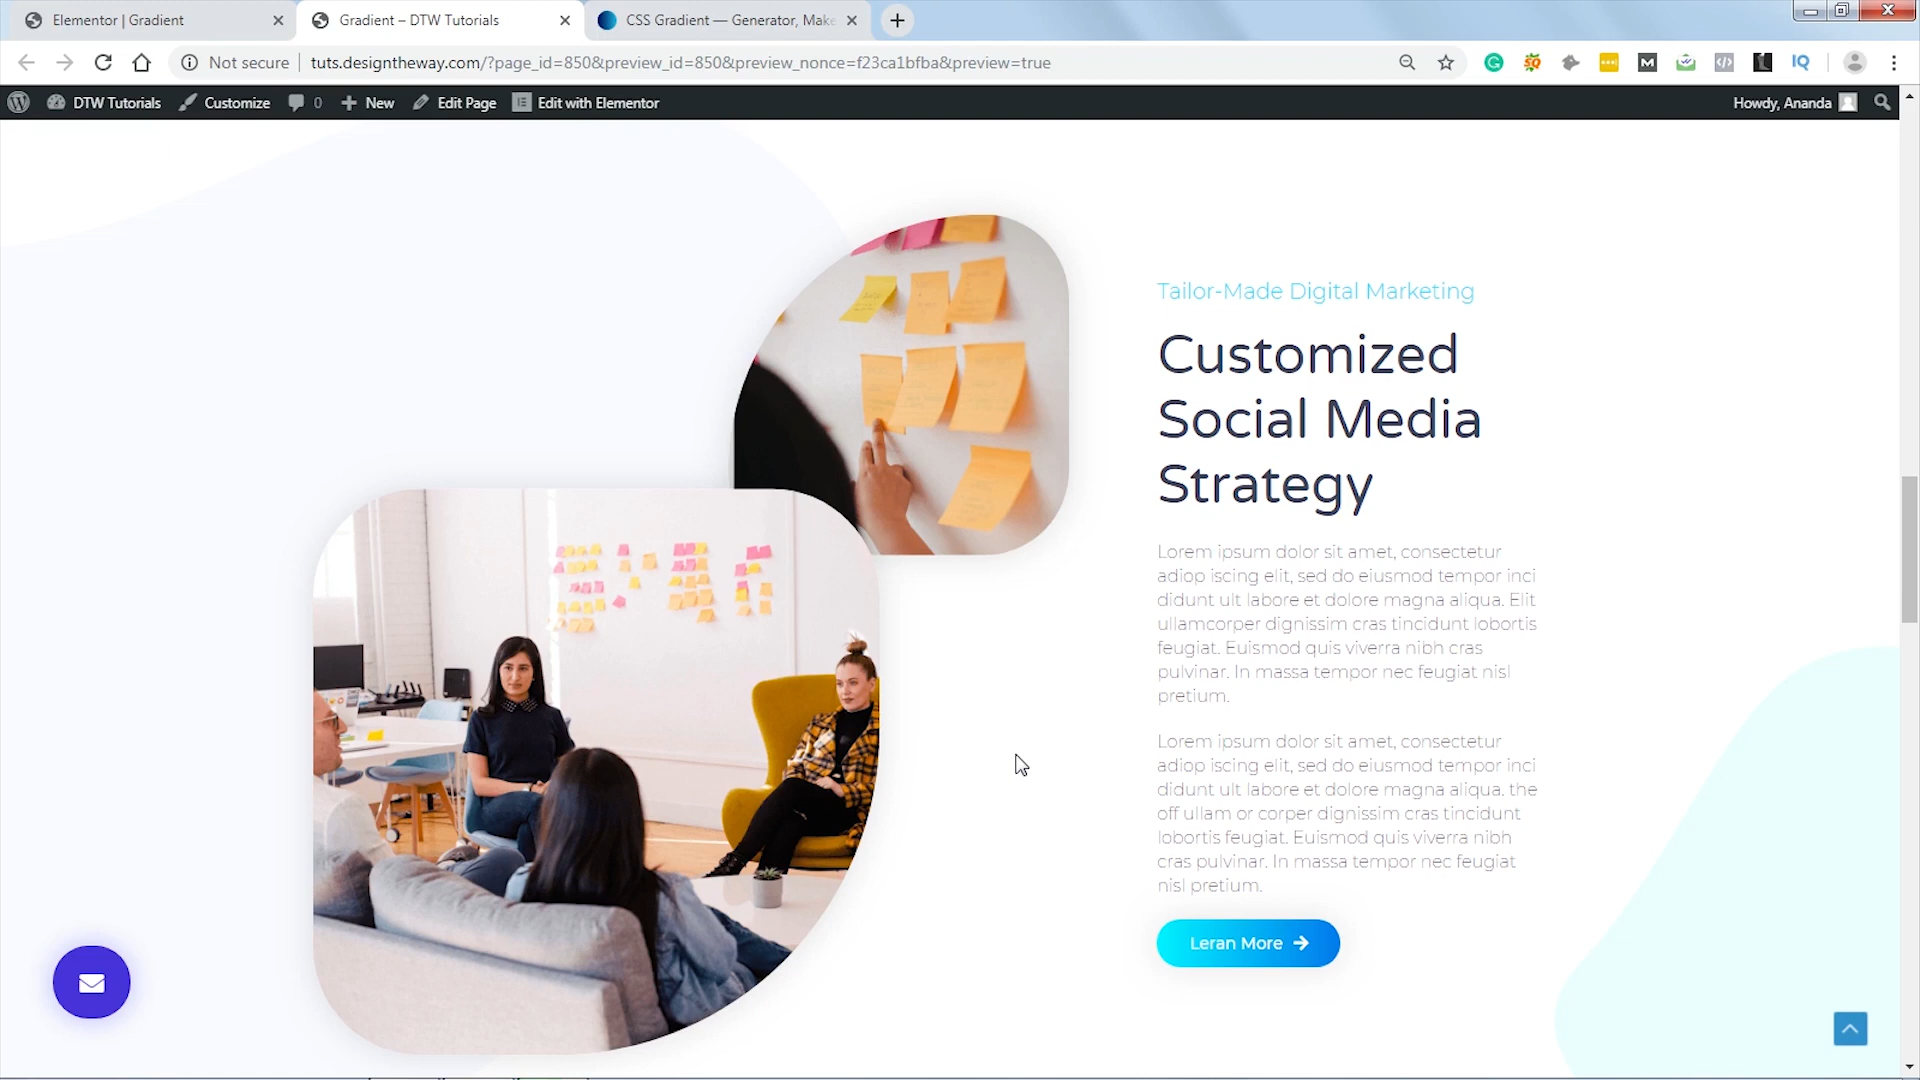 Elementor | Gradient
Gradient – DTW Tutorials
CSS Gradient — Generator, Make
Not secure
tuts.designtheway.com/?page_id=850&preview_id=850&preview_nonce=f23ca1bfba&preview=true
DTW Tutorials
Customize
0
New
Edit Page
Edit with Elementor
Howdy, Ananda
Tailor-Made Digital Marketing
Customized
Social Media
Strategy
Lorem ipsum dolor sit amet, consectetur
adiop iscing elit, sed do eiusmod tempor inci
didunt ult labore et dolore magna aliqua. Elit
ullamcorper dignissim cras tincidunt lobortis
feugiat. Euismod quis viverra nibh cras
pulvinar. In massa tempor nec feugiat nisl
pretium.
Lorem ipsum dolor sit amet, consectetur
adiop iscing elit, sed do eiusmod tempor inci
didunt ult labore et dolore magna aliqua. the
off ullam or corper dignissim cras tincidunt
lobortis feugiat. Euismod quis viverra nibh
cras pulvinar. In massa tempor nec feugiat
nisl pretium.
Leran More